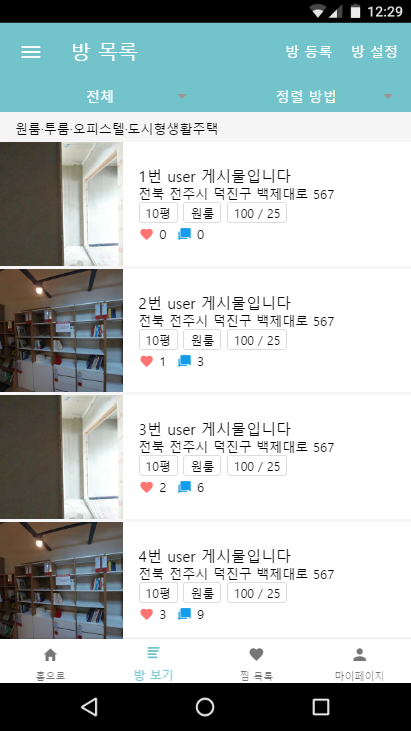 12:29
방 목록 방 등록 방 설정
전체 정렬 방법
원룸·투룸·오피스텔·도시형생활주택
1번 user 게시물입니다
전북 전주시 덕진구 백제대로 567
10평 원룸 100 / 25
0 0
2번 user 게시물입니다
전북 전주시 덕진구 백제대로 567
10평 원룸 100 / 25
1 3
3번 user 게시물입니다
전북 전주시 덕진구 백제대로 567
10평 원룸 100 / 25
2 6
4번 user 게시물입니다
전북 전주시 덕진구 백제대로 567
10평 원룸 100 / 25
3 9
홈으로 방 보기 찜 목록 마이페이지